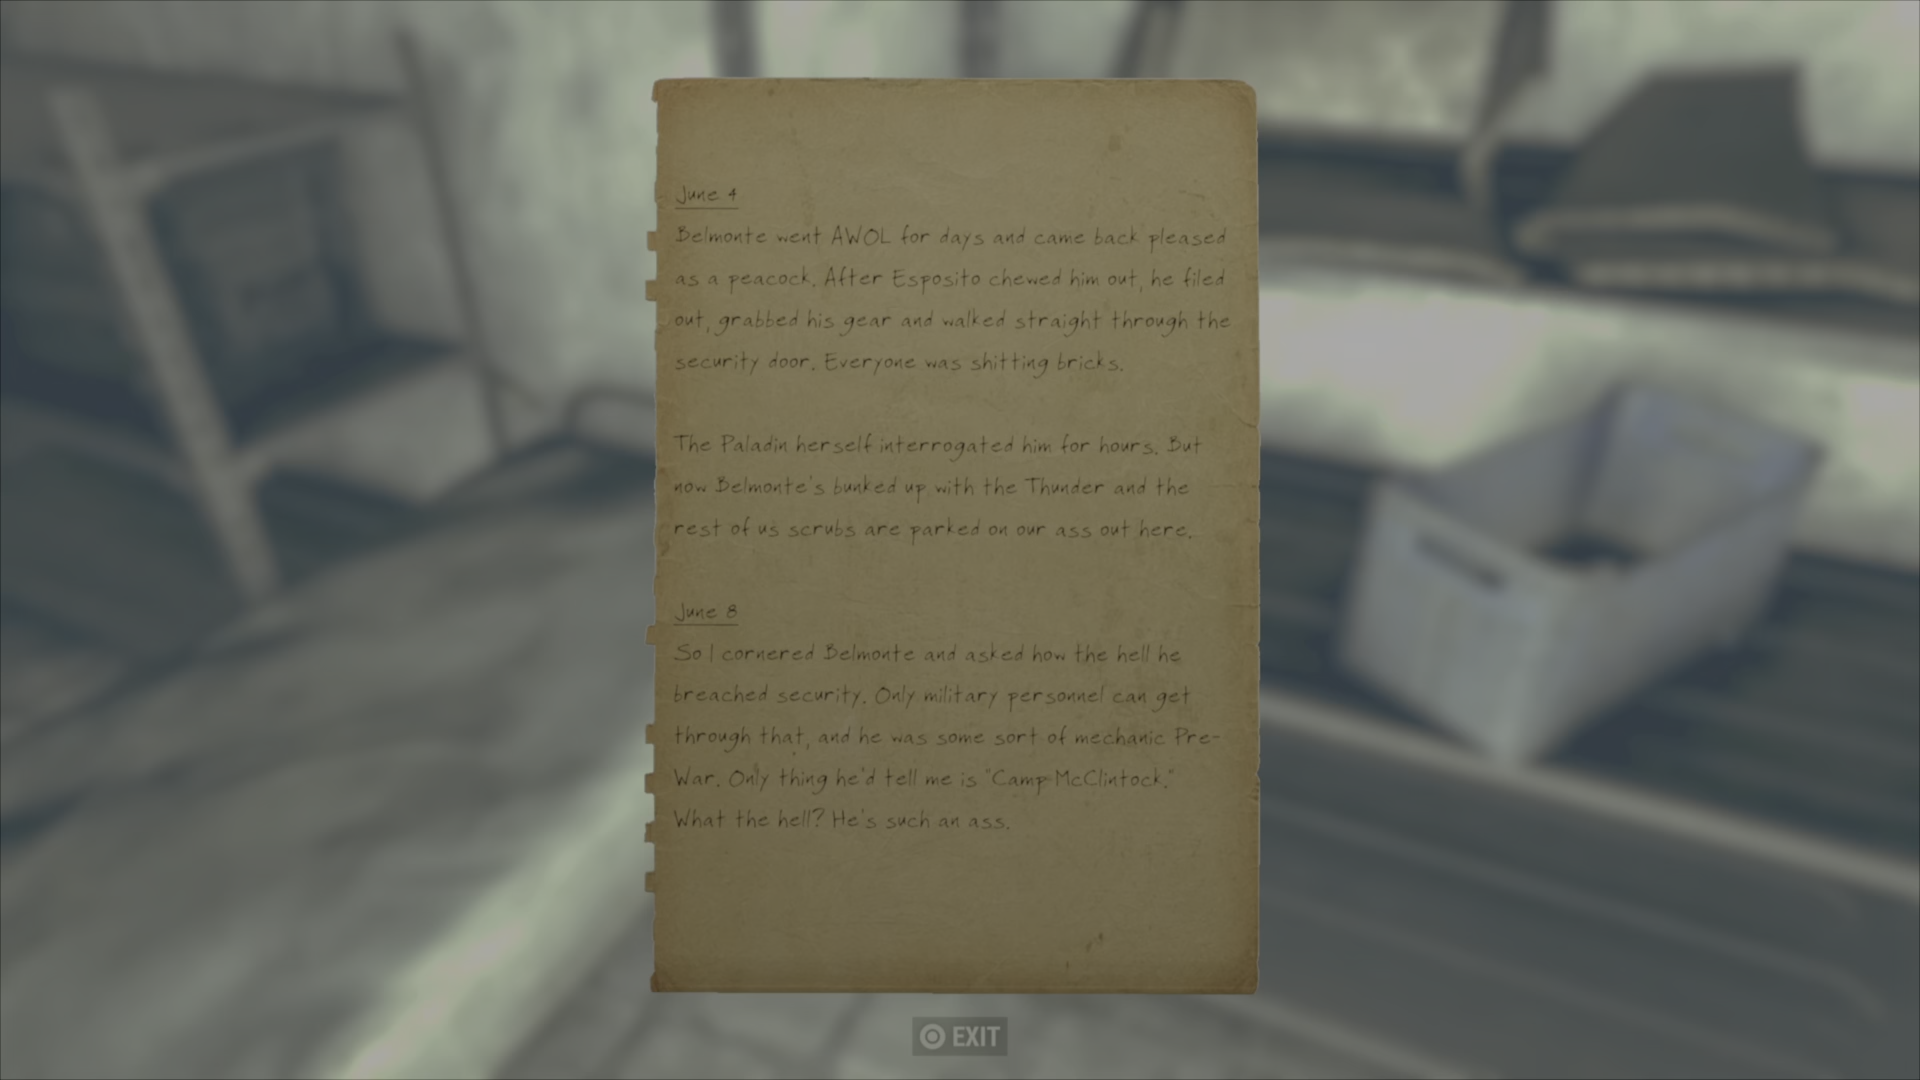 June 4
Belmonte went AWOL for days and came back pleased
as a peacock. After Esposito chewed him out, he filed
out, grabbed his gear and walked straight through the
security door. Everyone was shitting bricks.
The Paladin herself interrogated him for hours. But
now Belmonte's bunked up with the Thunder and the
rest of us scrubs are parked on our ass out here.
June 8
So I cornered Belmonte and asked how the hell he
breached security. Only military personnel can get
through that, and he was some sort of mechanic Pre-
War. Only thing he'd tell me is "Camp McClintock."
What the hell? He's such an ass.
EXIT